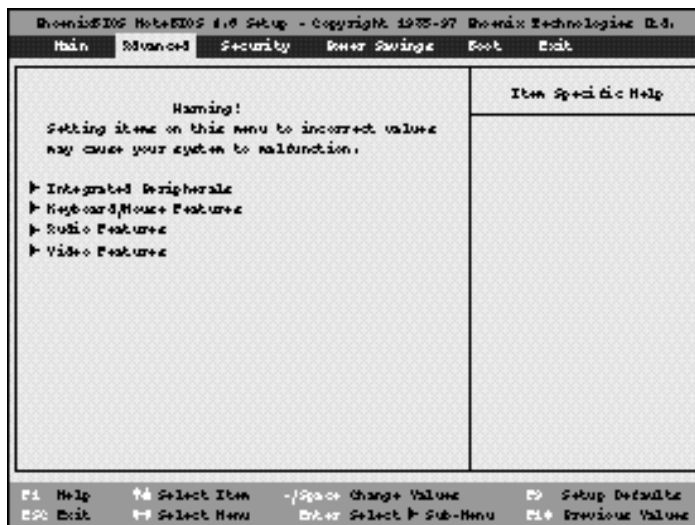 PhoenixBIOS NoteBIOS 4.0 Setup - Copyright 1985-97 Phoenix Technologies Ltd.
Main Advanced Security Power Savings Boot Exit
Item Specific Help
Warning!
Setting items on this menu to incorrect values
may cause your system to malfunction.
▶ Integrated Peripherals
▶ Keyboard/Mouse Features
▶ Audio Features
▶ Video Features
F1 Help ↑↓ Select Item -/Space Change Values F9 Setup Defaults
ESC Exit ↔ Select Menu Enter Select ▶ Sub-Menu F10 Previous Values